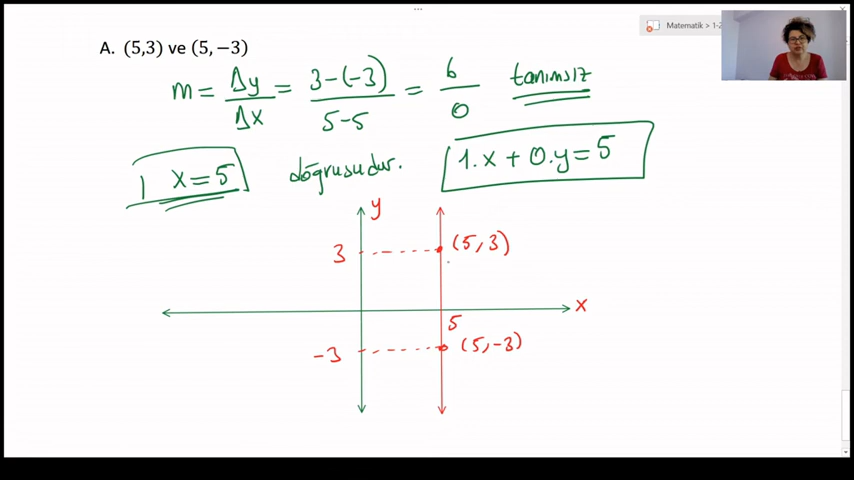 Matematik > 1-2
A. (5,3) ve (5, −3)
m = Δy/Δx = 3-(-3)/5-5 = 6/0 tanımsız
x = 5 doğrusudur. 1.x + 0.y = 5
y
3 (5,3)
x
5
-3 (5,-3)